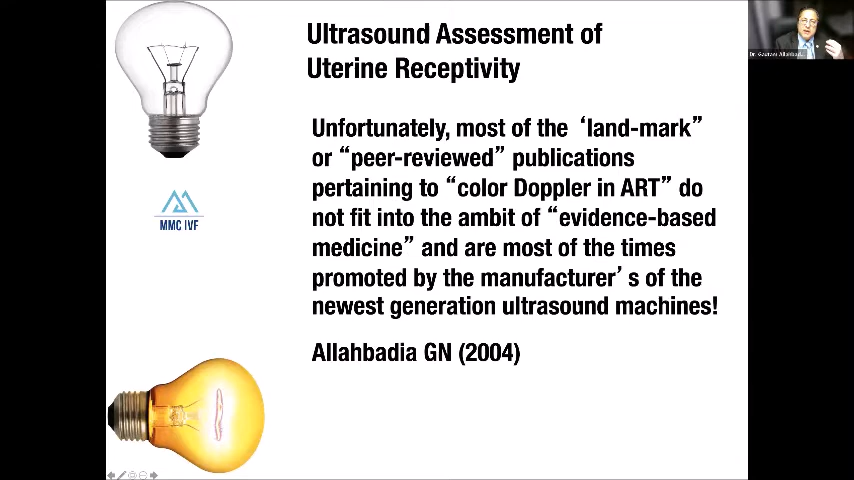 Ultrasound Assessment of
Uterine Receptivity
Unfortunately, most of the ‘land-mark”
or “peer-reviewed” publications
pertaining to “color Doppler in ART” do
not fit into the ambit of “evidence-based
medicine” and are most of the times
promoted by the manufacturer’ s of the
newest generation ultrasound machines!
Allahbadia GN (2004)
MMC IVF